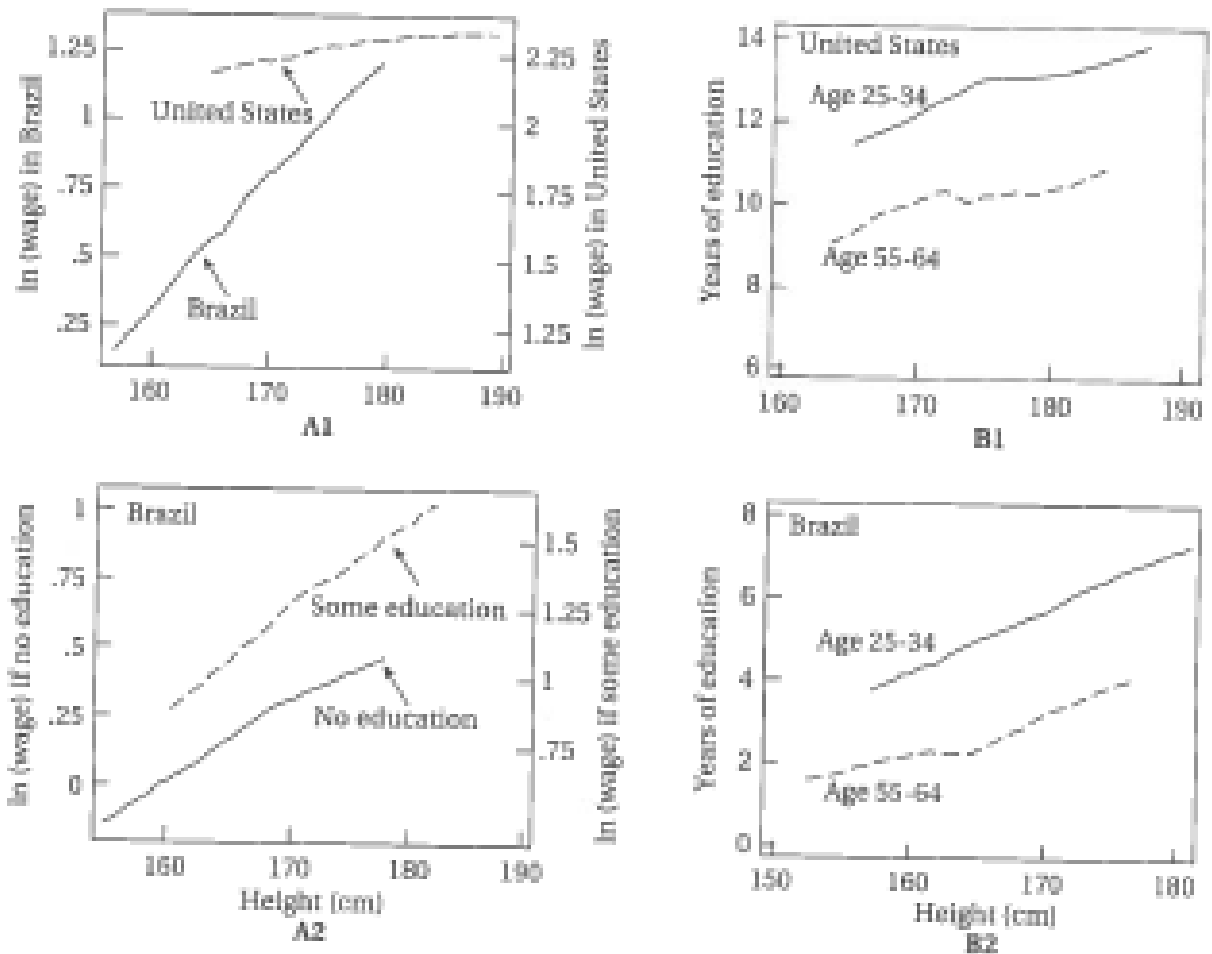 ln (wage) in Brazil
1.25
1
.75
.5
.25
United States
Brazil
2.25
2
1.75
1.5
1.25
ln (wage) in United States
160 170 180 190
A1
Years of education
14
12
10
8
6
United States
Age 25-34
Age 55-64
160 170 180 190
B1
ln (wage) if no education
1
.75
.5
.25
0
Brazil
Some education
No education
1.5
1.25
1
.75
ln (wage) if some education
160 170 180 190
Height (cm)
A2
Years of education
8
6
4
2
0
Brazil
Age 25-34
Age 55-64
150 160 170 180
Height (cm)
B2